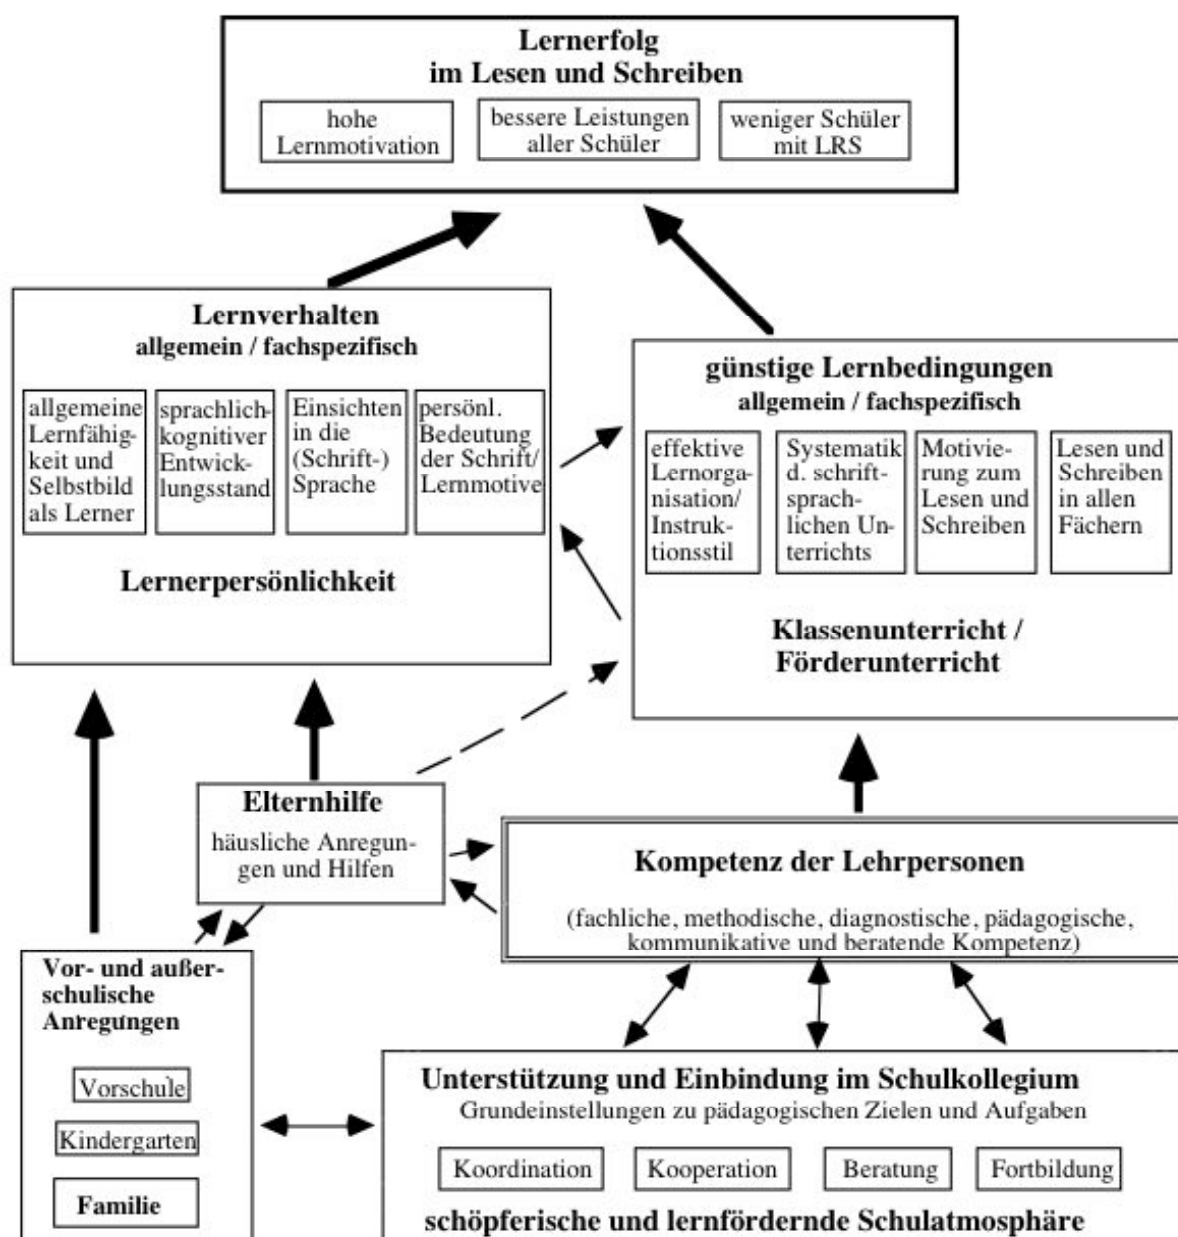 Lernerfolg
im Lesen und Schreiben
hohe
Lernmotivation
bessere Leistungen
aller Schüler
weniger Schüler
mit LRS
Lernverhalten
allgemein / fachspezifisch
allgemeine
Lernfähig-
keit und
Selbstbild
als Lerner
sprachlich-
kognitiver
Entwick-
lungsstand
Einsichten
in die
(Schrift-)
Sprache
persönl.
Bedeutung
der Schrift/
Lernmotive
Lernerpersönlichkeit
günstige Lernbedingungen
allgemein / fachspezifisch
effektive
Lernorga-
nisation/
Instruk-
tionsstil
Systematik
d. schrift-
sprach-
lichen Un-
terrichts
Motivie-
rung zum
Lesen und
Schreiben
Lesen und
Schreiben
in allen
Fächern
Klassenunterricht /
Förderunterricht
Elternhilfe
häusliche Anregun-
gen und Hilfen
Kompetenz der Lehrpersonen
(fachliche, methodische, diagnostische, pädagogische,
kommunikative und beratende Kompetenz)
Vor- und außer-
schulische
Anregungen
Vorschule
Kindergarten
Familie
Unterstützung und Einbindung im Schulkollegium
Grundeinstellungen zu pädagogischen Zielen und Aufgaben
Koordination
Kooperation
Beratung
Fortbildung
schöpferische und lernfördernde Schulatmosphäre